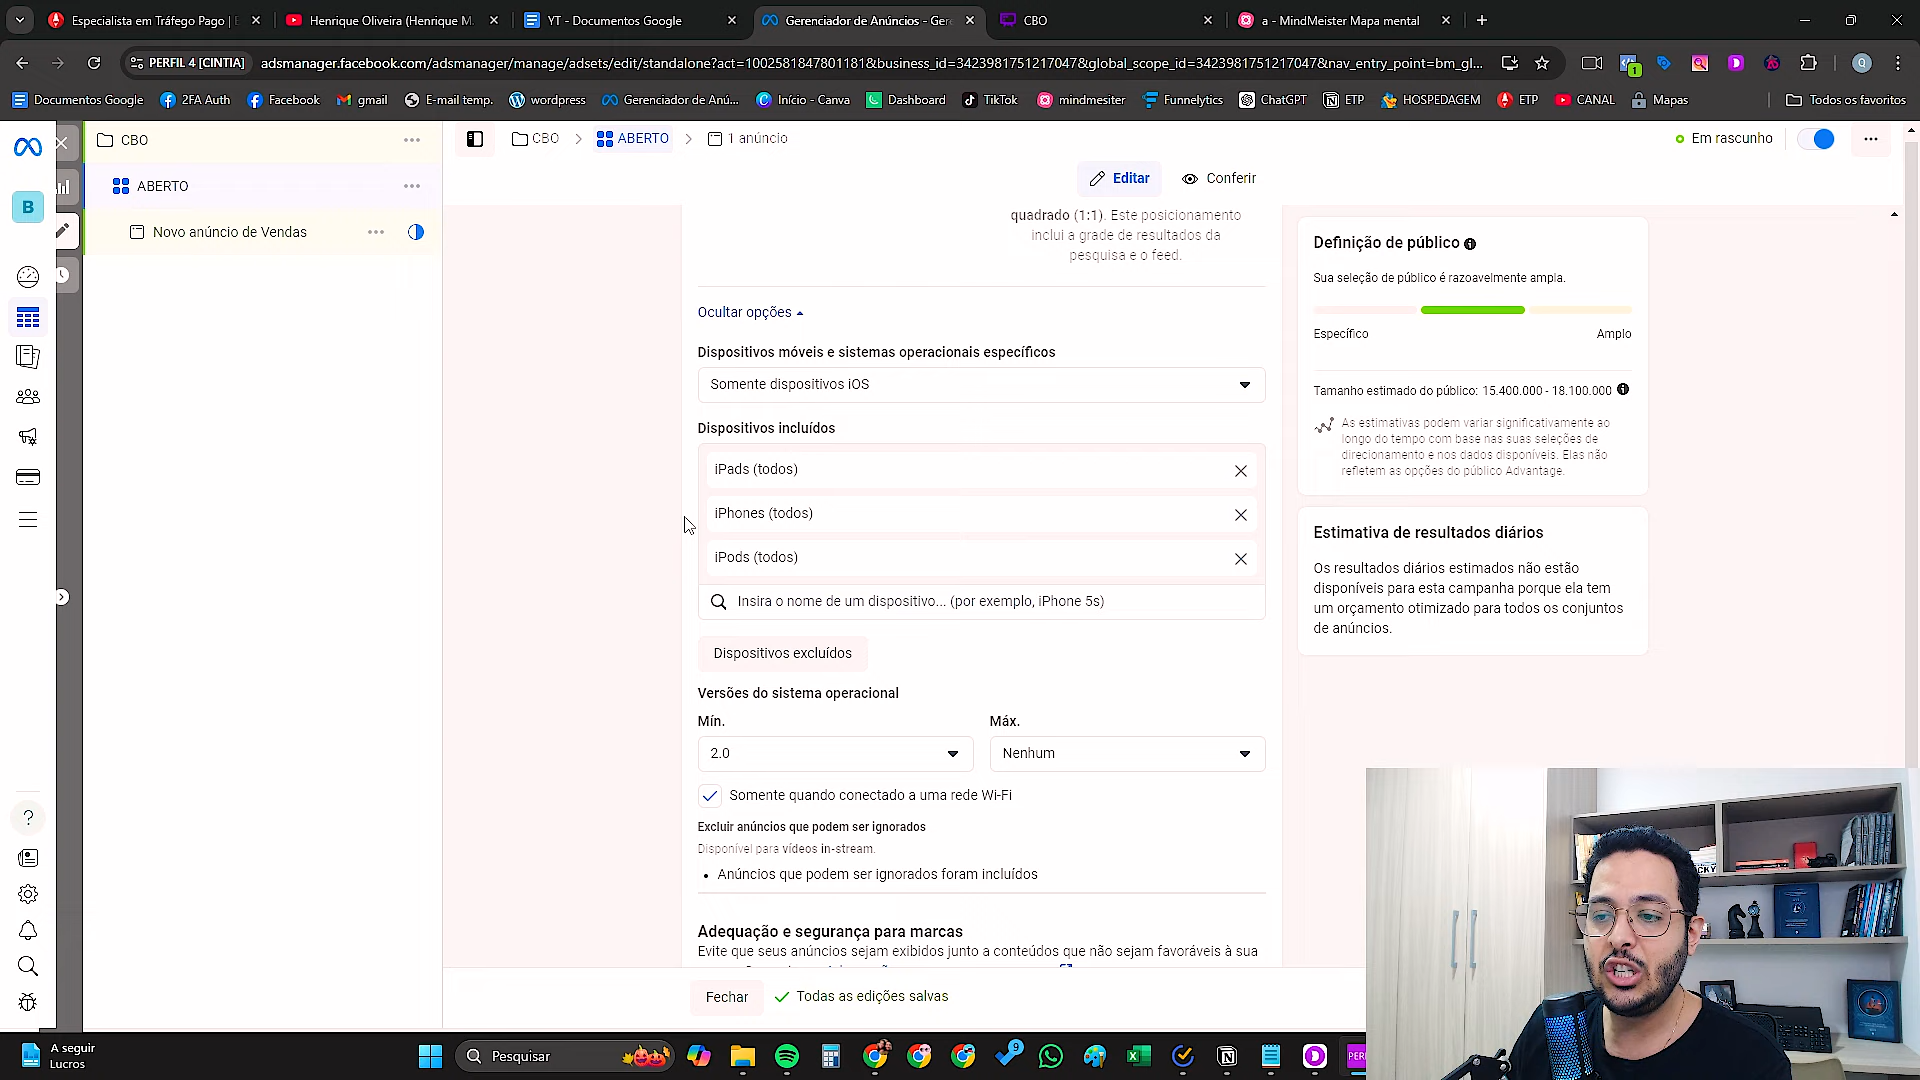 Especialista em Tráfego Pago |
Henrique Oliveira (Henrique M
YT - Documentos Google
Gerenciador de Anúncios - Ger
CBO
a - MindMeister Mapa mental
PERFIL 4 [CINTIA]
adsmanager.facebook.com/adsmanager/manage/adsets/edit/standalone?act=1002581847801181&business_id=3423981751217047&global_scope_id=3423981751217047&nav_entry_point=bm_gl...
Documentos Google
2FA Auth
Facebook
gmail
E-mail temp.
wordpress
Gerenciador de Anú...
Início - Canva
Dashboard
TikTok
mindmesiter
Funnelytics
ChatGPT
ETP
HOSPEDAGEM
ETP
CANAL
Mapas
Todos os favoritos
CBO
ABERTO
Novo anúncio de Vendas
B
CBO
ABERTO
1 anúncio
Em rascunho
Editar
Conferir
quadrado (1:1). Este posicionamento
inclui a grade de resultados da
pesquisa e o feed.
Ocultar opções
Dispositivos móveis e sistemas operacionais específicos
Somente dispositivos iOS
Dispositivos incluídos
iPads (todos)
iPhones (todos)
iPods (todos)
Insira o nome de um dispositivo... (por exemplo, iPhone 5s)
Dispositivos excluídos
Versões do sistema operacional
Mín.
Máx.
2.0
Nenhum
Somente quando conectado a uma rede Wi-Fi
Excluir anúncios que podem ser ignorados
Disponível para vídeos in-stream.
• Anúncios que podem ser ignorados foram incluídos
Adequação e segurança para marcas
Evite que seus anúncios sejam exibidos junto a conteúdos que não sejam favoráveis à sua
Fechar
Todas as edições salvas
Definição de público
Sua seleção de público é razoavelmente ampla.
Específico
Amplo
Tamanho estimado do público: 15.400.000 - 18.100.000
As estimativas podem variar significativamente ao
longo do tempo com base nas suas seleções de
direcionamento e nos dados disponíveis. Elas não
refletem as opções do público Advantage.
Estimativa de resultados diários
Os resultados diários estimados não estão
disponíveis para esta campanha porque ela tem
um orçamento otimizado para todos os conjuntos
de anúncios.
A seguir
Lucros
Pesquisar
9